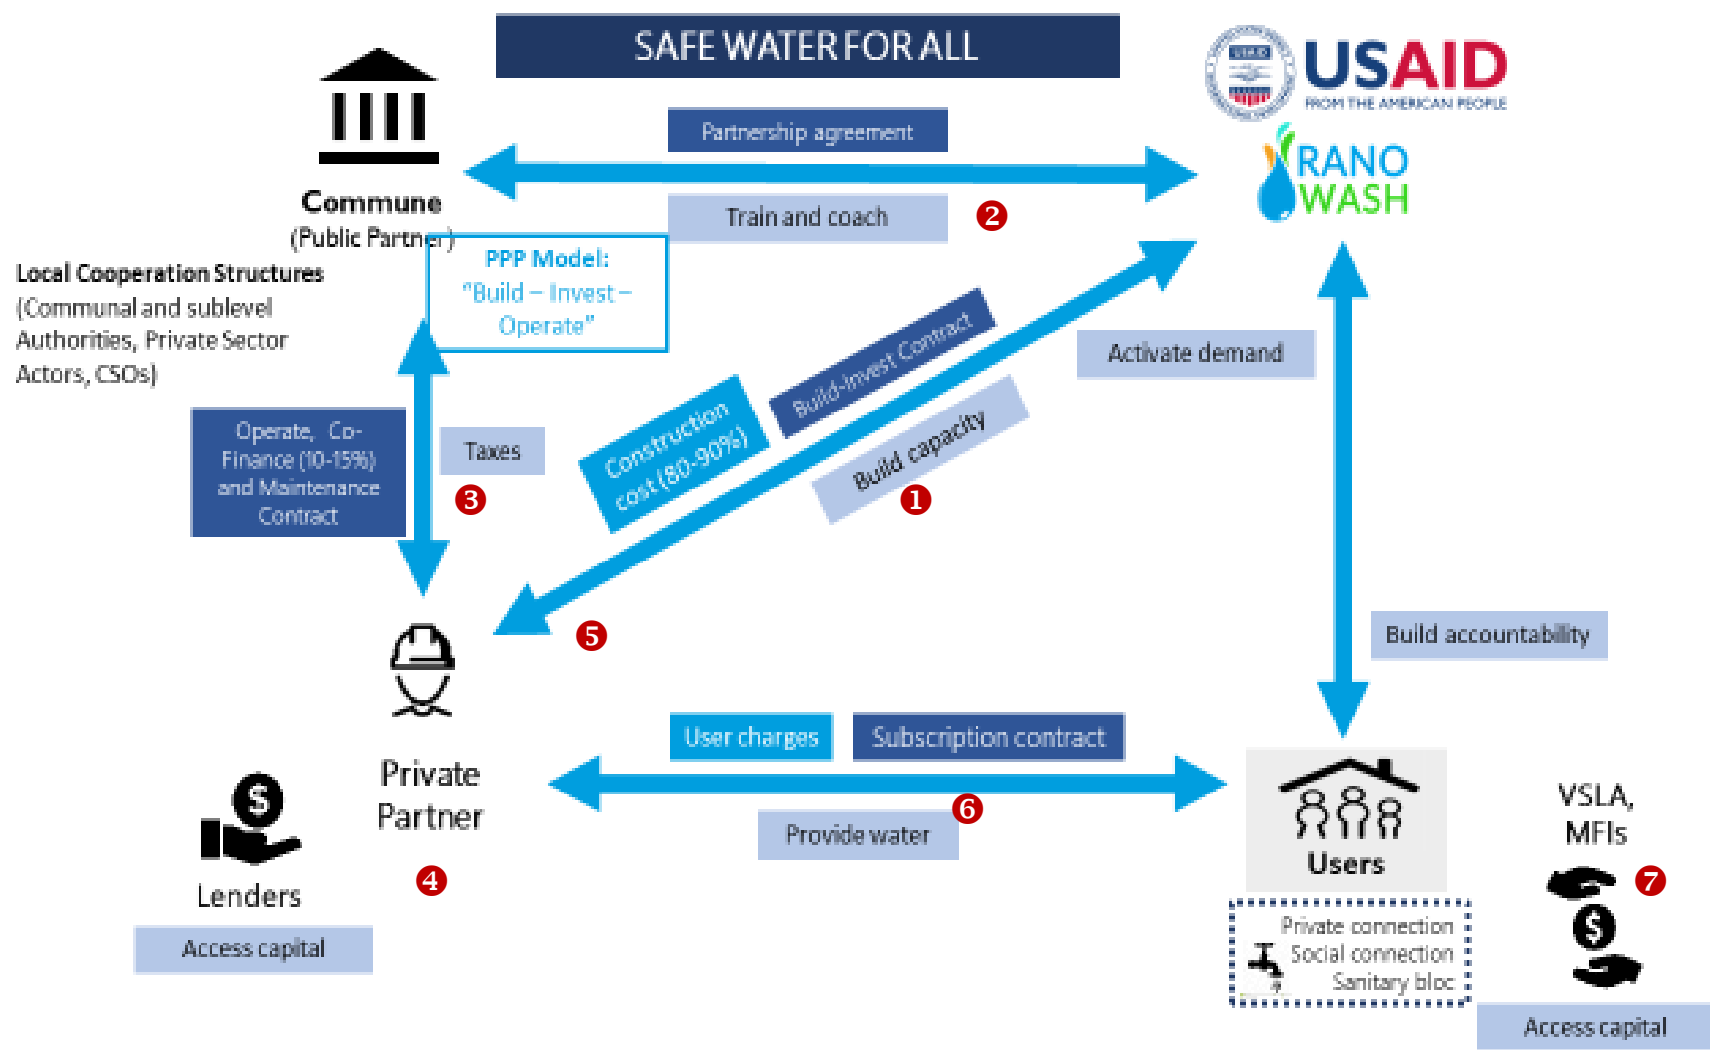 SAFE WATER FOR ALL
USAID
USAID
FROM THE AMERICAN PEOPLE
RANO
WASH
Commune
(Public Partner)
Local Cooperation Structures
(Communal and sublevel
Authorities, Private Sector
Actors, CSOs)
Partnership agreement
Train and coach
2
PPP Model:
“Build – Invest –
Operate”
Operate, Co-
Finance (10-15%)
and Maintenance
Contract
Taxes
3
Construction
cost (80-90%)
Build-Invest Contract
Build capacity
1
Activate demand
Build accountability
5
Private
Partner
4
Lenders
Access capital
User charges
Subscription contract
6
Provide water
Users
Private connection
Social connection
Sanitary bloc
VSLA,
MFIs
7
Access capital